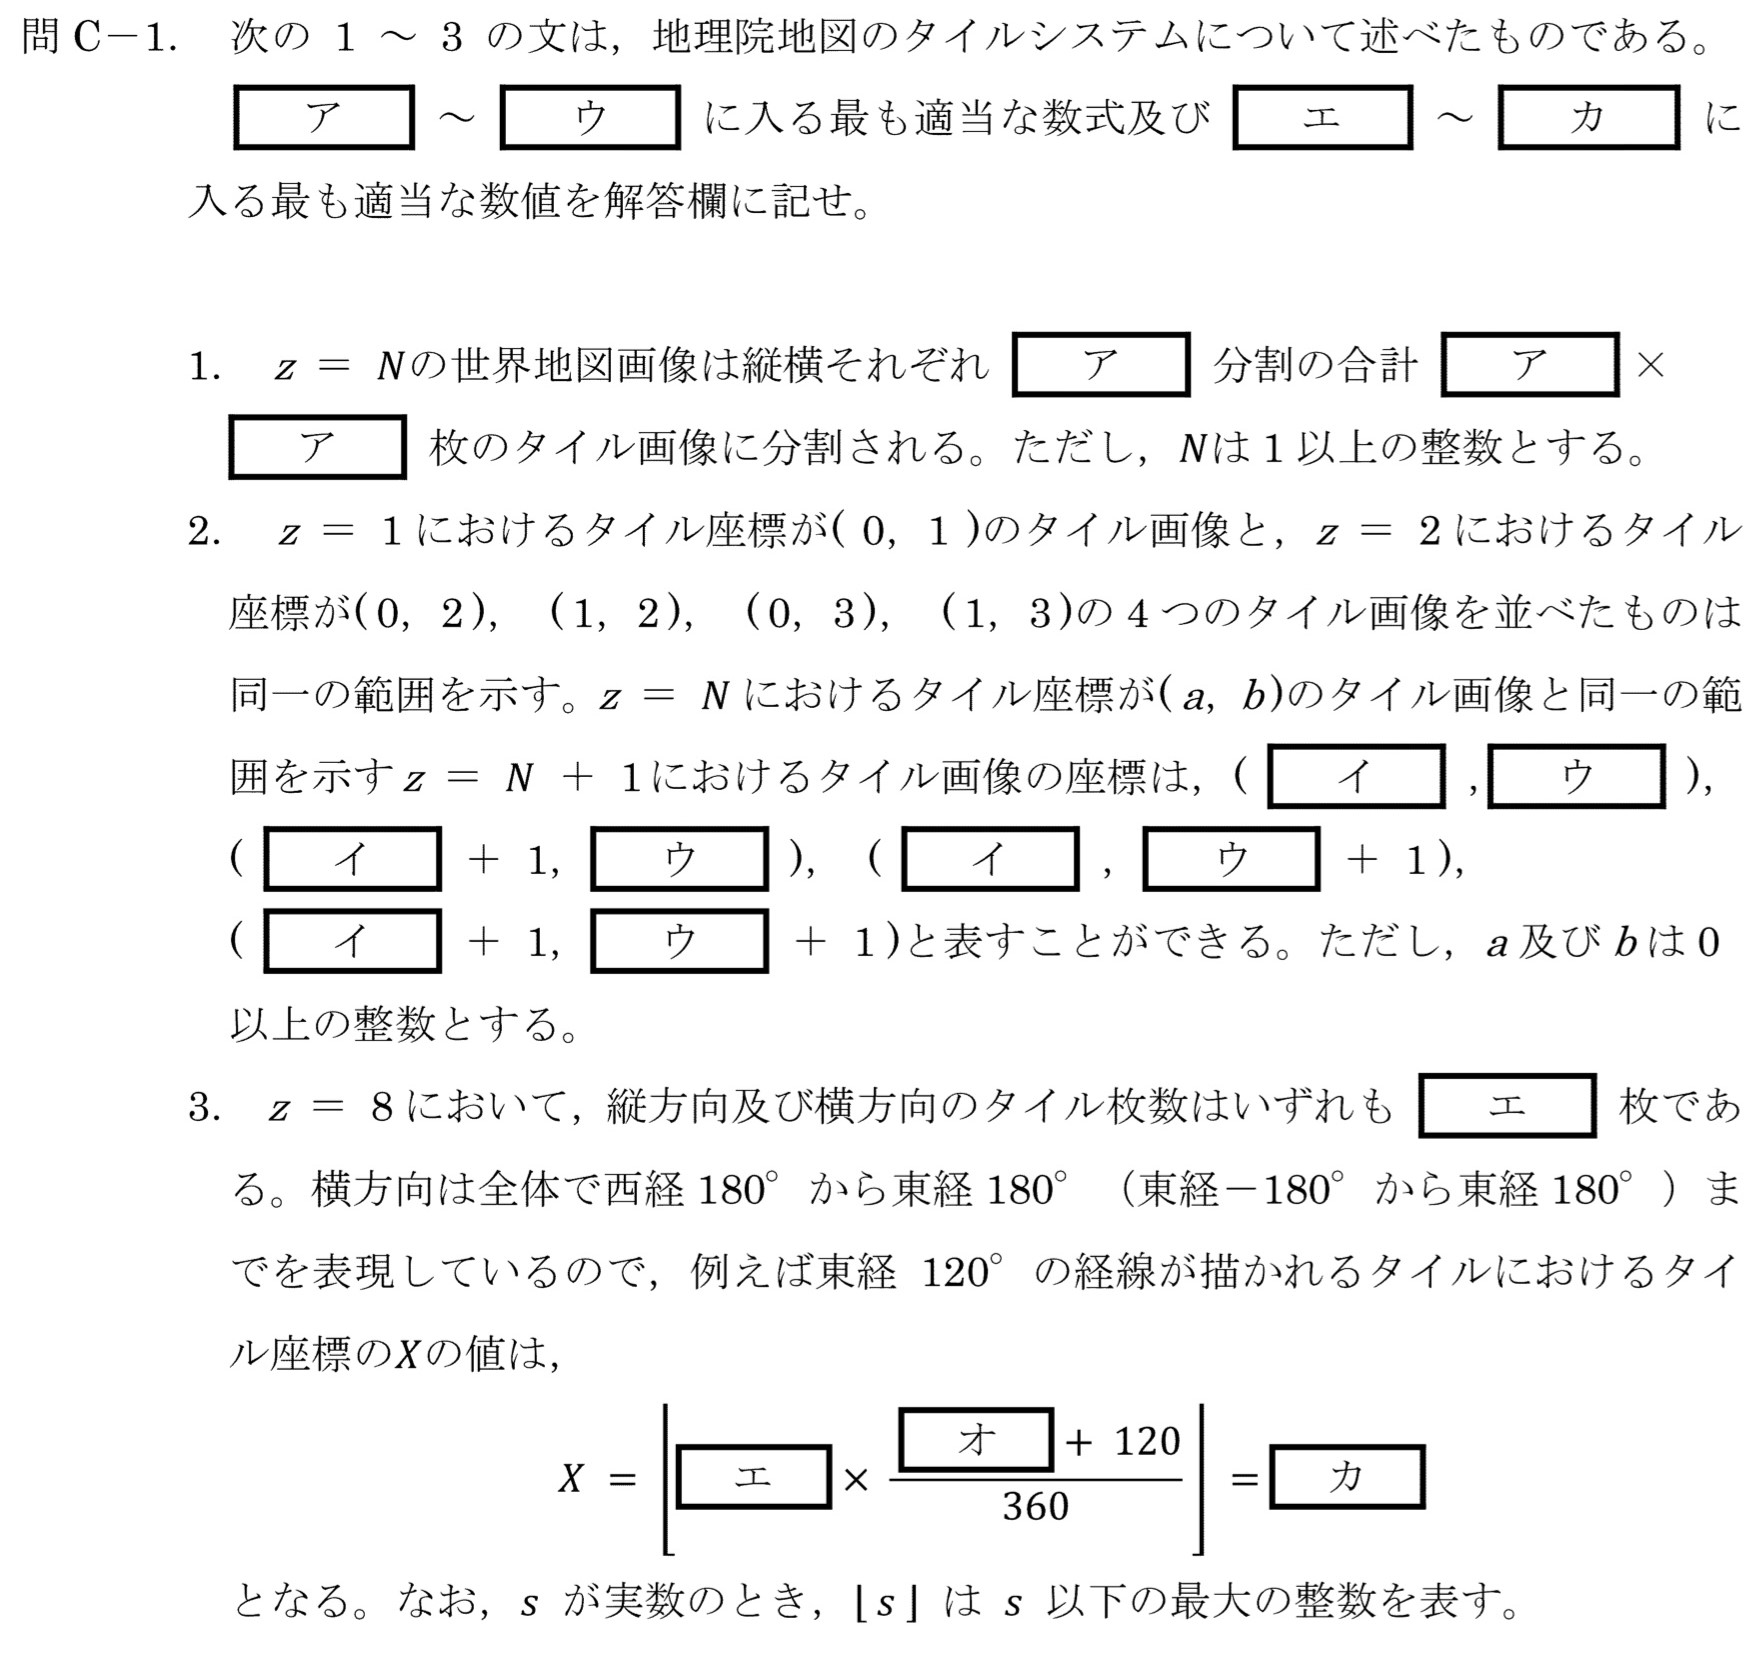 問C－1． 次の 1 ～ 3 の文は，地理院地図のタイルシステムについて述べたものである。
ア ～ ウ に入る最も適当な数式及び エ ～ カ に
入る最も適当な数値を解答欄に記せ。
1． z = Nの世界地図画像は縦横それぞれ ア 分割の合計 ア ×
ア 枚のタイル画像に分割される。ただし，Nは1以上の整数とする。
2． z = 1におけるタイル座標が( 0，1 )のタイル画像と，z = 2におけるタイル
座標が(0，2)，(1，2)，(0，3)，(1，3)の4つのタイル画像を並べたものは
同一の範囲を示す。z = Nにおけるタイル座標が( a，b)のタイル画像と同一の範
囲を示すz = N + 1におけるタイル画像の座標は，( イ , ウ )，
( イ + 1, ウ )，( イ , ウ + 1)，
( イ + 1, ウ + 1)と表すことができる。ただし，a及びbは0
以上の整数とする。
3． z = 8において，縦方向及び横方向のタイル枚数はいずれも エ 枚であ
る。横方向は全体で西経180°から東経180°（東経－180°から東経180°）ま
でを表現しているので，例えば東経 120°の経線が描かれるタイルにおけるタイ
ル座標のXの値は，
X = ⌊ エ × オ + 120 / 360 ⌋ = カ
となる。なお，s が実数のとき，⌊s⌋ は s 以下の最大の整数を表す。